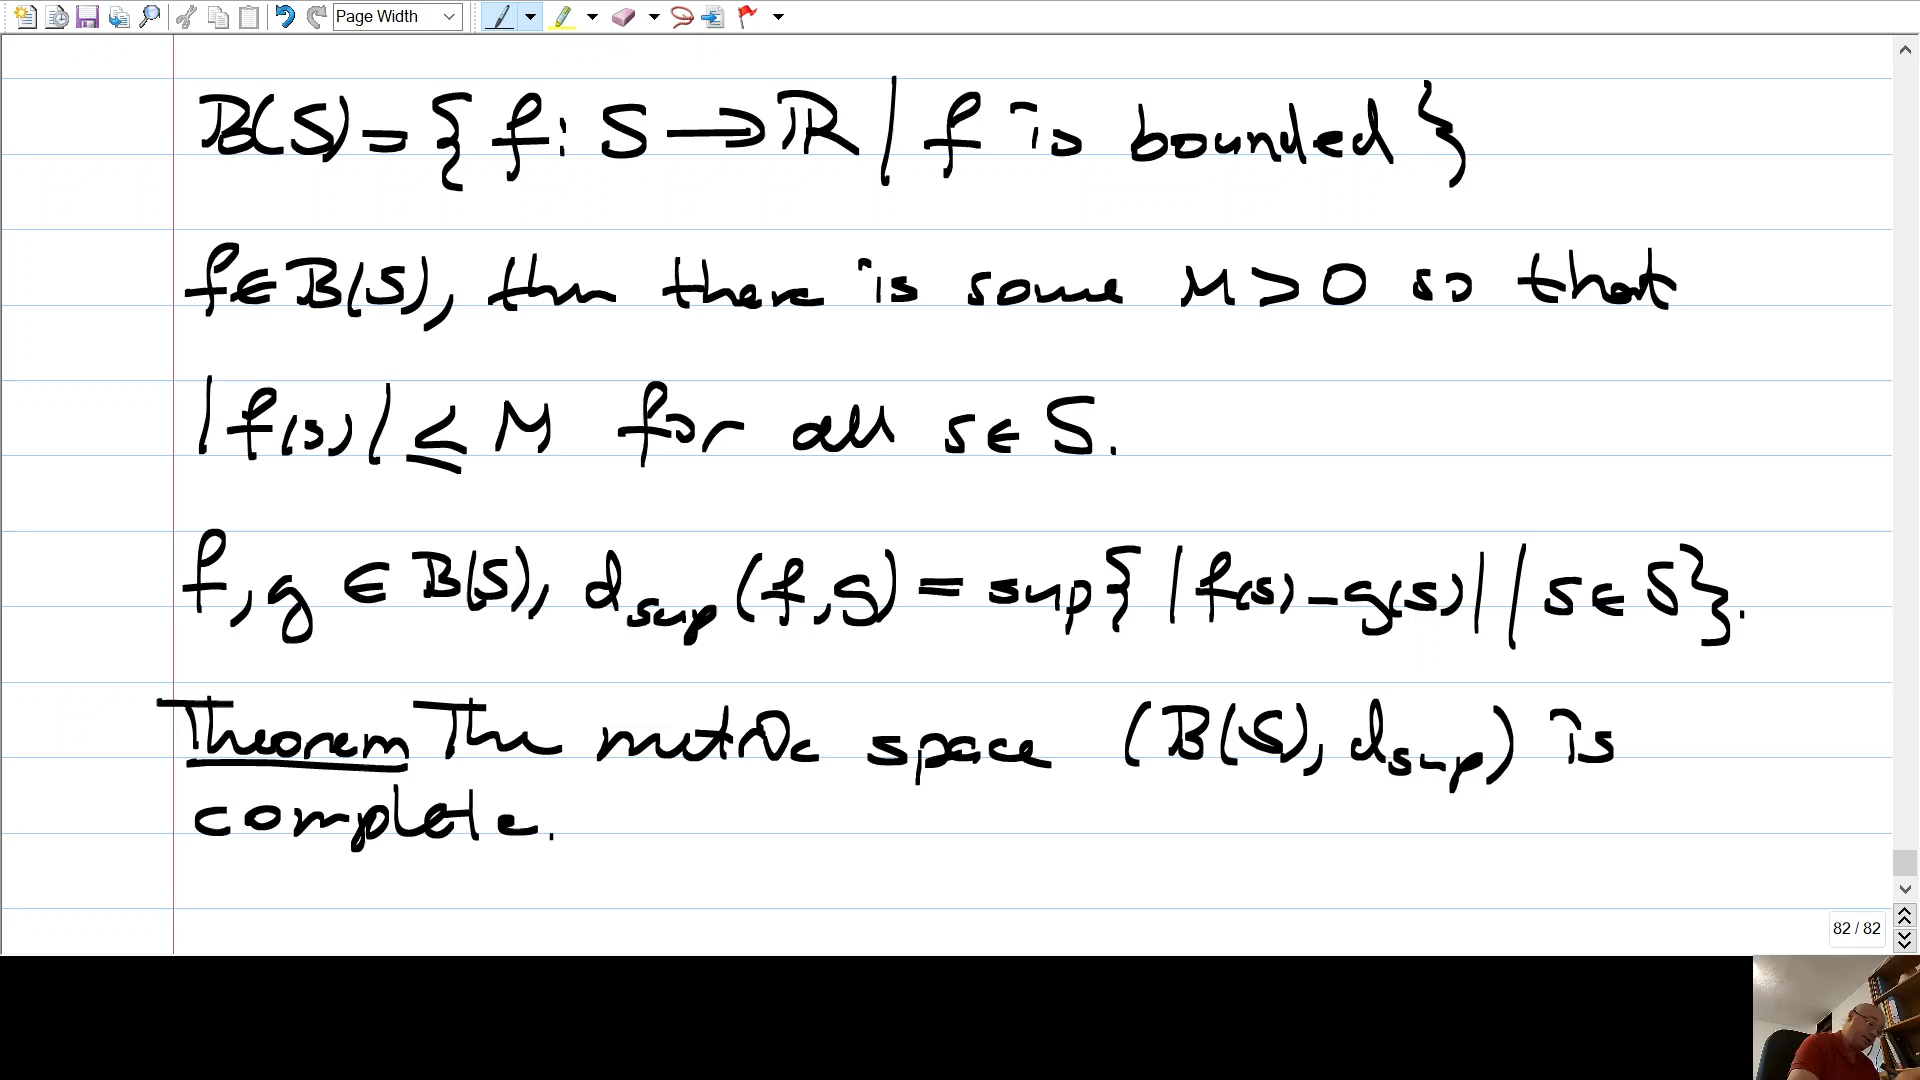 Page Width
B(S) = { f : S → ℝ | f is bounded }
f ∈ B(S), then there is some M > 0 so that
|f(s)| ≤ M for all s ∈ S.
f, g ∈ B(S), d_sup (f, g) = sup{ |f(s) - g(s)| | s ∈ S }.
Theorem The metric space (B(S), d_sup) is
complete.
82 / 82